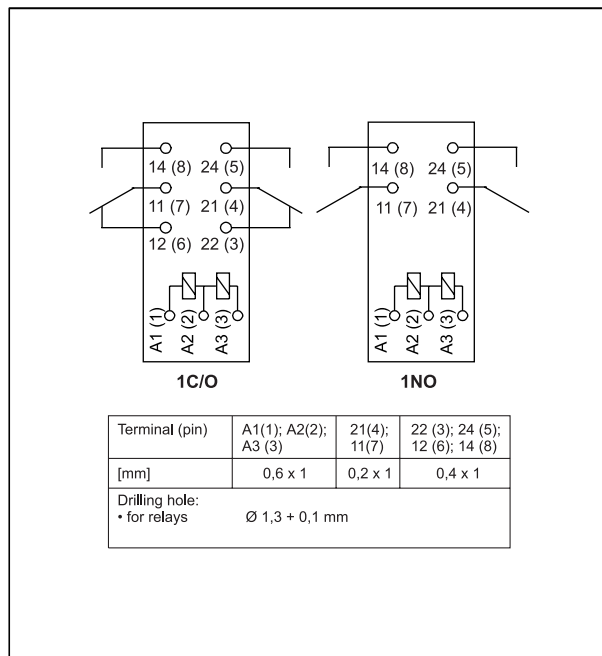 14 (8) 24 (5)
11 (7) 21 (4)
12 (6) 22 (3)
A1 (1) A2 (2) A3 (3)
1C/O
14 (8) 24 (5)
11 (7) 21 (4)
A1 (1) A2 (2) A3 (3)
1NO
Terminal (pin) A1(1); A2(2); 21(4); 22 (3); 24 (5);
A3 (3) 11(7) 12 (6); 14 (8)
[mm] 0,6 x 1 0,2 x 1 0,4 x 1
Drilling hole:
• for relays Ø 1,3 + 0,1 mm